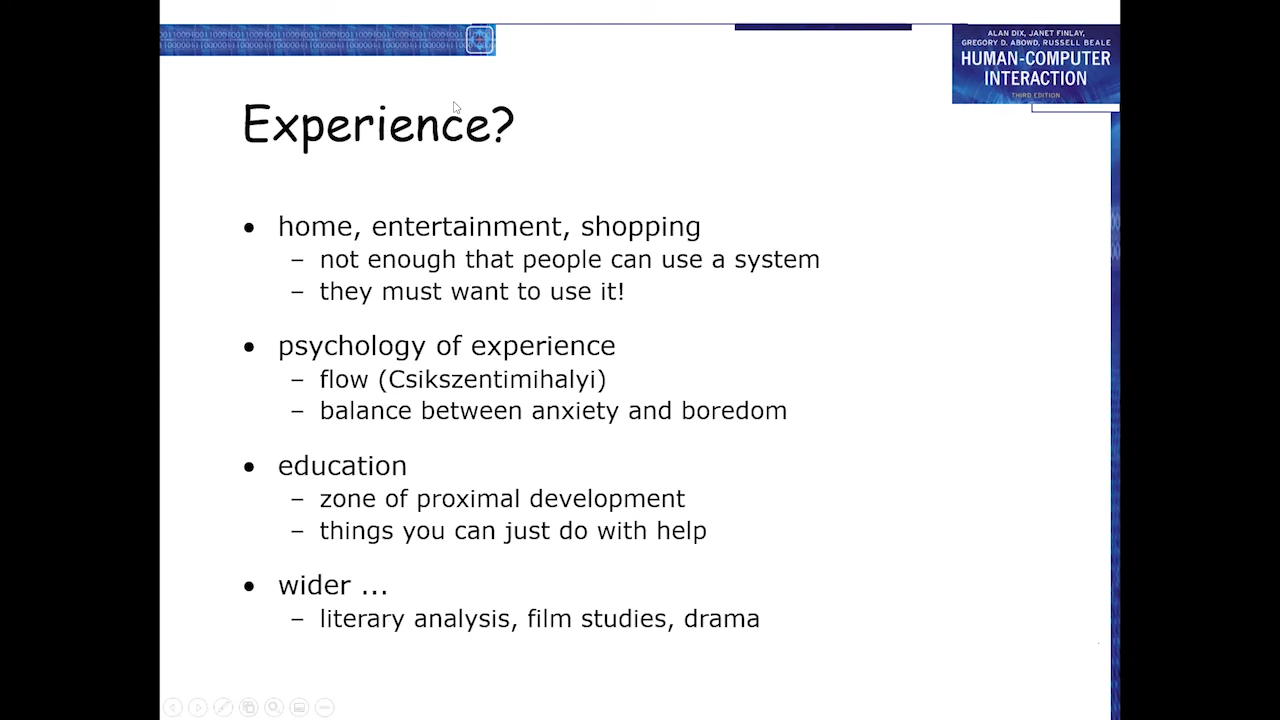 ALAN DIX, JANET FINLAY,
GREGORY D. ABOWD, RUSSELL BEALE
HUMAN-COMPUTER
INTERACTION
THIRD EDITION
Experience?
• home, entertainment, shopping
– not enough that people can use a system
– they must want to use it!
• psychology of experience
– flow (Csikszentimihalyi)
– balance between anxiety and boredom
• education
– zone of proximal development
– things you can just do with help
• wider ...
– literary analysis, film studies, drama